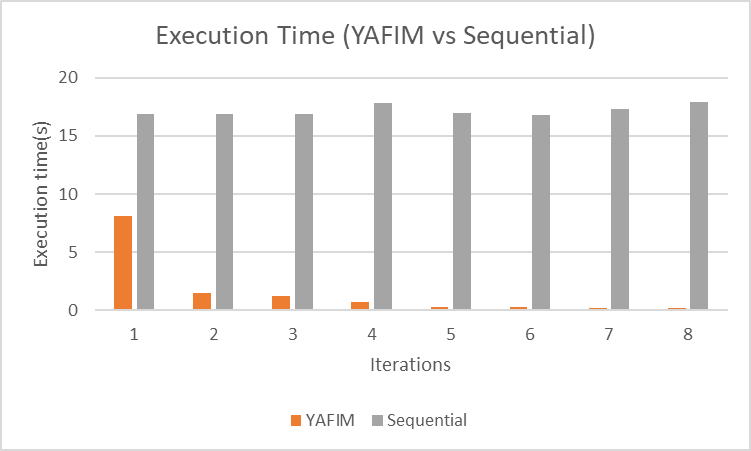 Execution Time (YAFIM vs Sequential)
Execution time(s)
20
15
10
5
0
1 2 3 4 5 6 7 8
Iterations
YAFIM Sequential